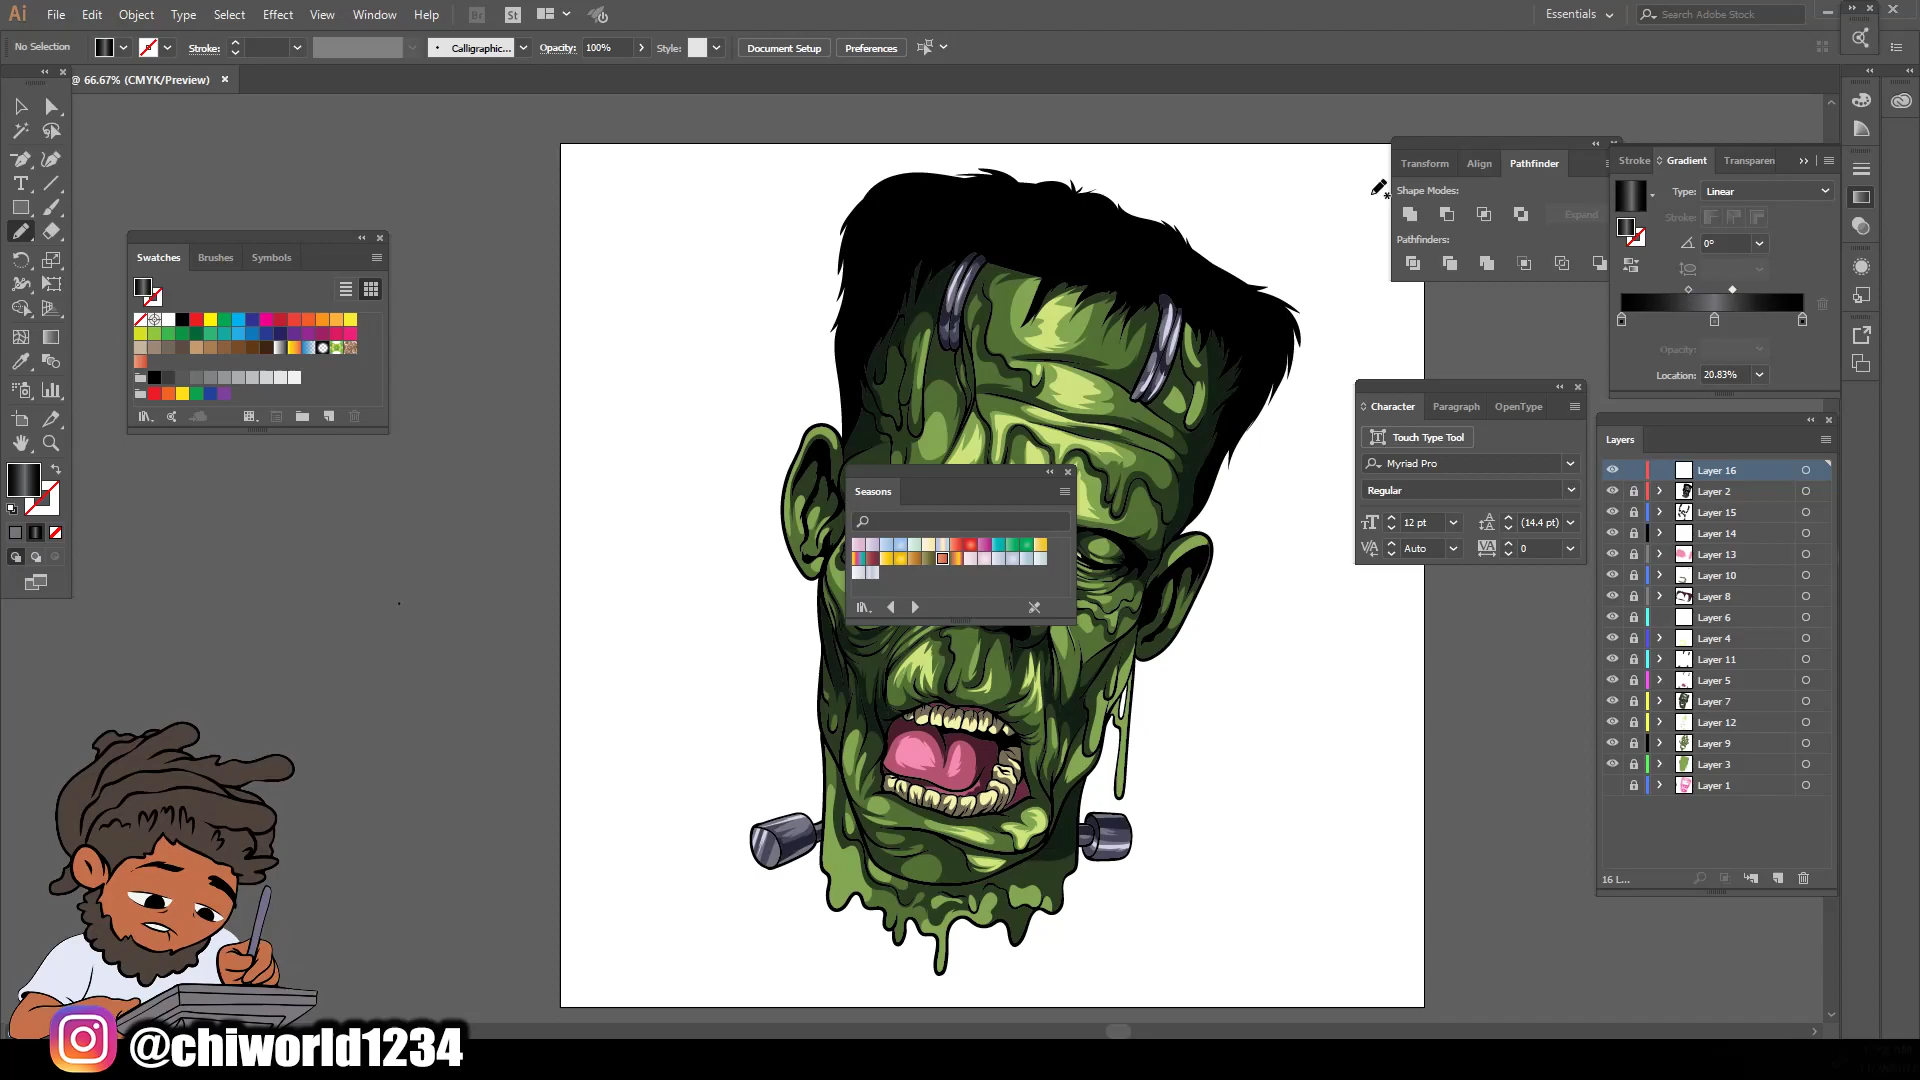 Ai File Edit Object Type Select Effect View Window Help Br St Essentials Search Adobe Stock
No Selection Stroke: Calligraphic... Opacity: 100% Style: Document Setup Preferences
@ 66.67% (CMYK/Preview)
Swatches Brushes Symbols
Seasons
Transform Align Pathfinder
Shape Modes:
Expand
Pathfinders:
Stroke Gradient Transparen
Type: Linear
Stroke:
0°
Opacity:
Location: 20.83%
Character Paragraph OpenType
Touch Type Tool
Myriad Pro
Regular
12 pt (14.4 pt)
Auto 0
Layers
Layer 16
Layer 2
Layer 15
Layer 14
Layer 13
Layer 10
Layer 8
Layer 6
Layer 4
Layer 11
Layer 5
Layer 7
Layer 12
Layer 9
Layer 3
Layer 1
16 L...
@chiworld1234